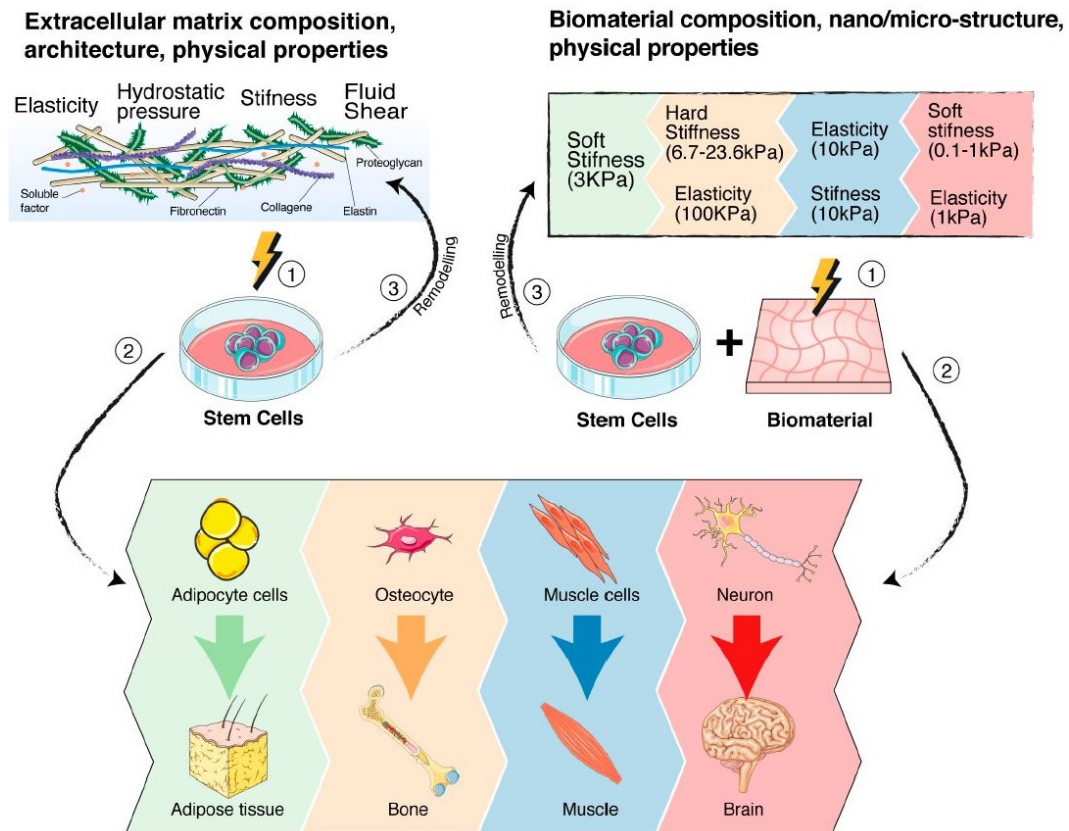 Extracellular matrix composition,
architecture, physical properties
Elasticity
Hydrostatic
pressure
Stifness
Fluid
Shear
Proteoglycan
Soluble
factor
Fibronectin
Collagene
Elastin
1
3
Remodelling
2
Stem Cells
Biomaterial composition, nano/micro-structure,
physical properties
Soft
Stifness
(3KPa)
Hard
Stiffness
(6.7-23.6kPa)
Elasticity
(100KPa)
Elasticity
(10kPa)
Stifness
(10kPa)
Soft
stifness
(0.1-1kPa)
Elasticity
(1kPa)
Remodelling
3
1
+
2
Stem Cells
Biomaterial
Adipocyte cells
Osteocyte
Muscle cells
Neuron
Adipose tissue
Bone
Muscle
Brain